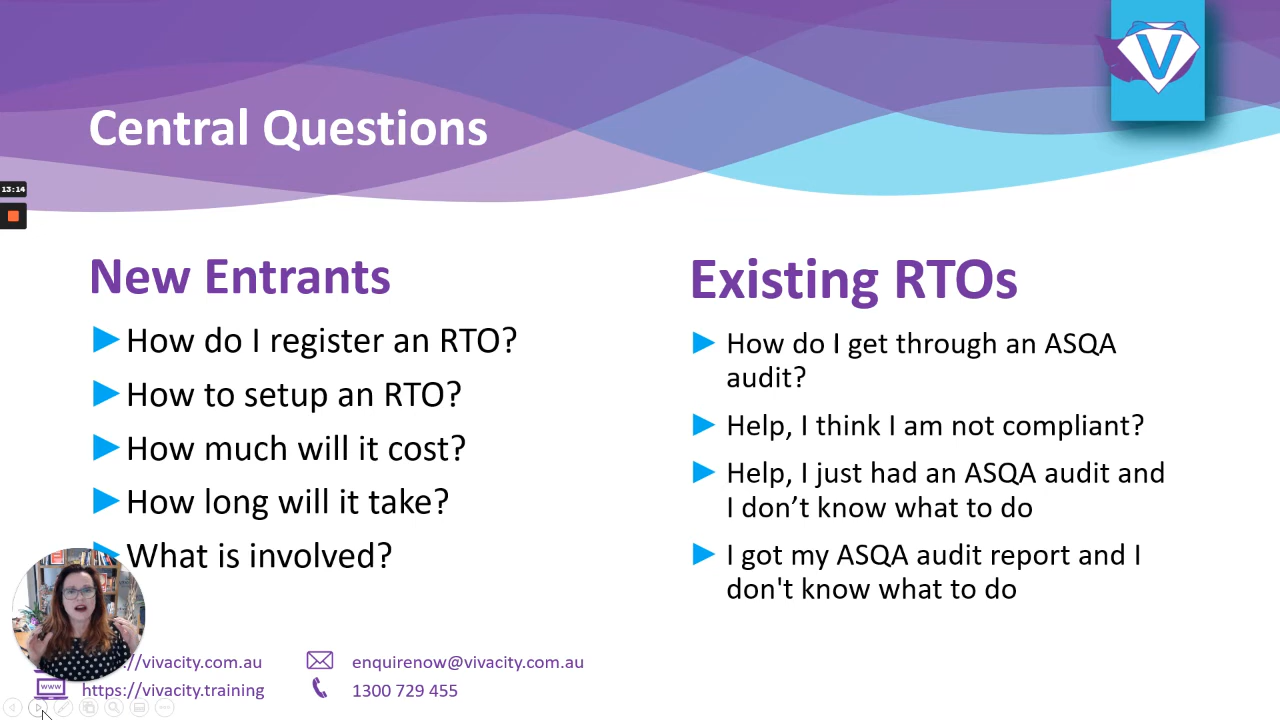 V
Central Questions
13:14
New Entrants
How do I register an RTO?
How to setup an RTO?
How much will it cost?
How long will it take?
What is involved?
Existing RTOs
How do I get through an ASQA
audit?
Help, I think I am not compliant?
Help, I just had an ASQA audit and
I don’t know what to do
I got my ASQA audit report and I
don't know what to do
//vivacity.com.au
enquirenow@vivacity.com.au
www
https://vivacity.training
1300 729 455